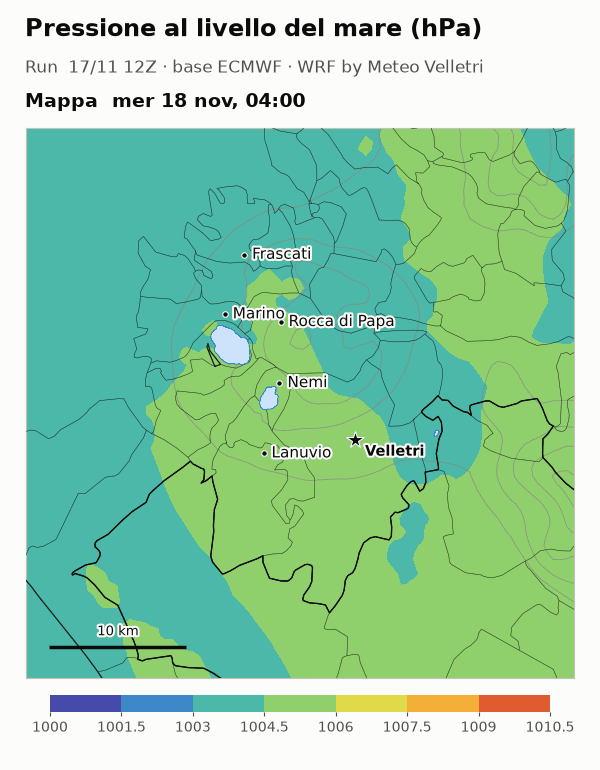 Pressione al livello del mare (hPa)
Run  17/11 12Z · base ECMWF · WRF by Meteo Velletri
Mappa  mer 18 nov, 04:00
Frascati
Marino
Rocca di Papa
Nemi
Velletri
Lanuvio
10 km
1000 1001.5 1003 1004.5 1006 1007.5 1009 1010.5